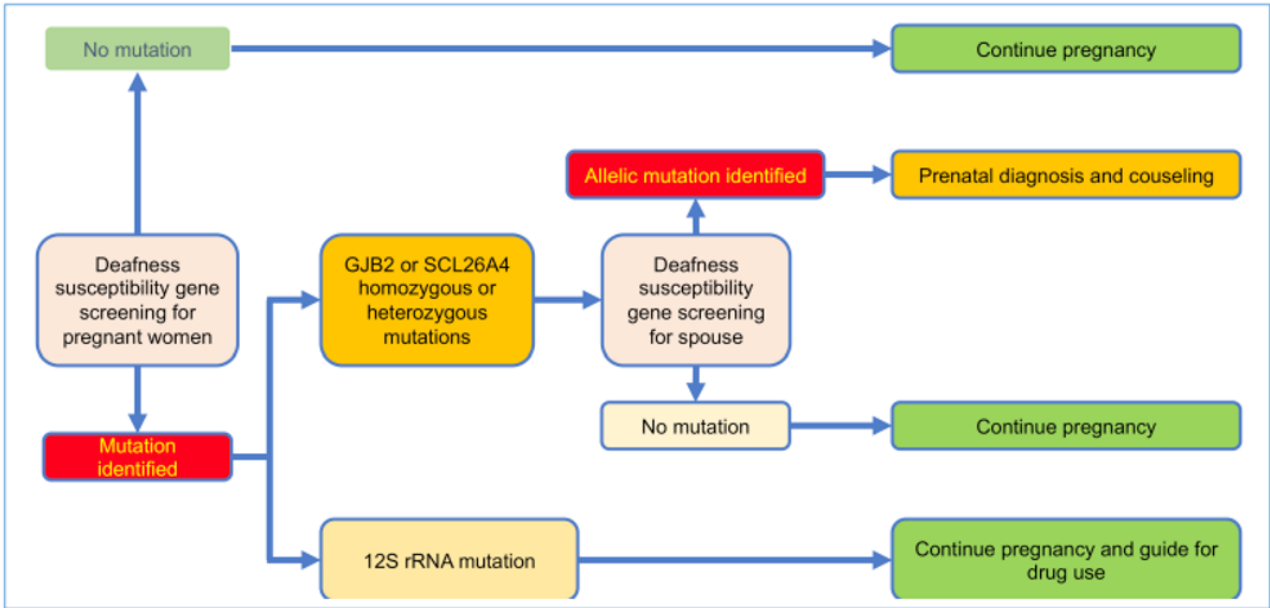 No mutation
Continue pregnancy
Allelic mutation identified
Prenatal diagnosis and couseling
Deafness
susceptibility gene
screening for
pregnant women
GJB2 or SCL26A4
homozygous or
heterozygous
mutations
Deafness
susceptibility
gene screening
for spouse
Mutation
identified
No mutation
Continue pregnancy
12S rRNA mutation
Continue pregnancy and guide for
drug use